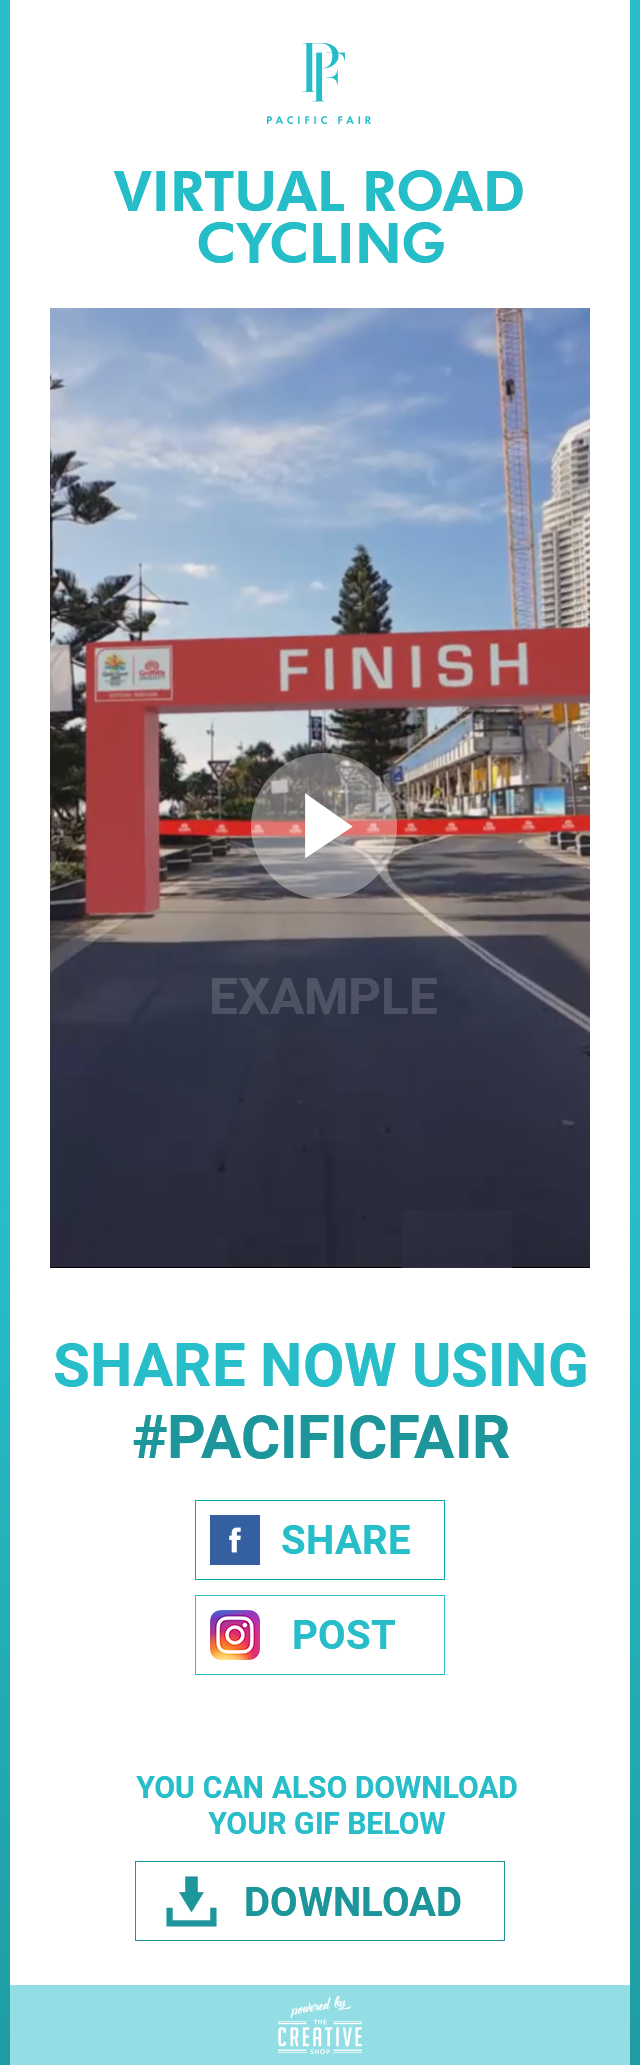 PF
PACIFIC FAIR
VIRTUAL ROAD
CYCLING
FINISH
Griffith
EXAMPLE
SHARE NOW USING
#PACIFICFAIR
f SHARE
POST
YOU CAN ALSO DOWNLOAD
YOUR GIF BELOW
DOWNLOAD
powered by
THE
CREATIVE
SHOP